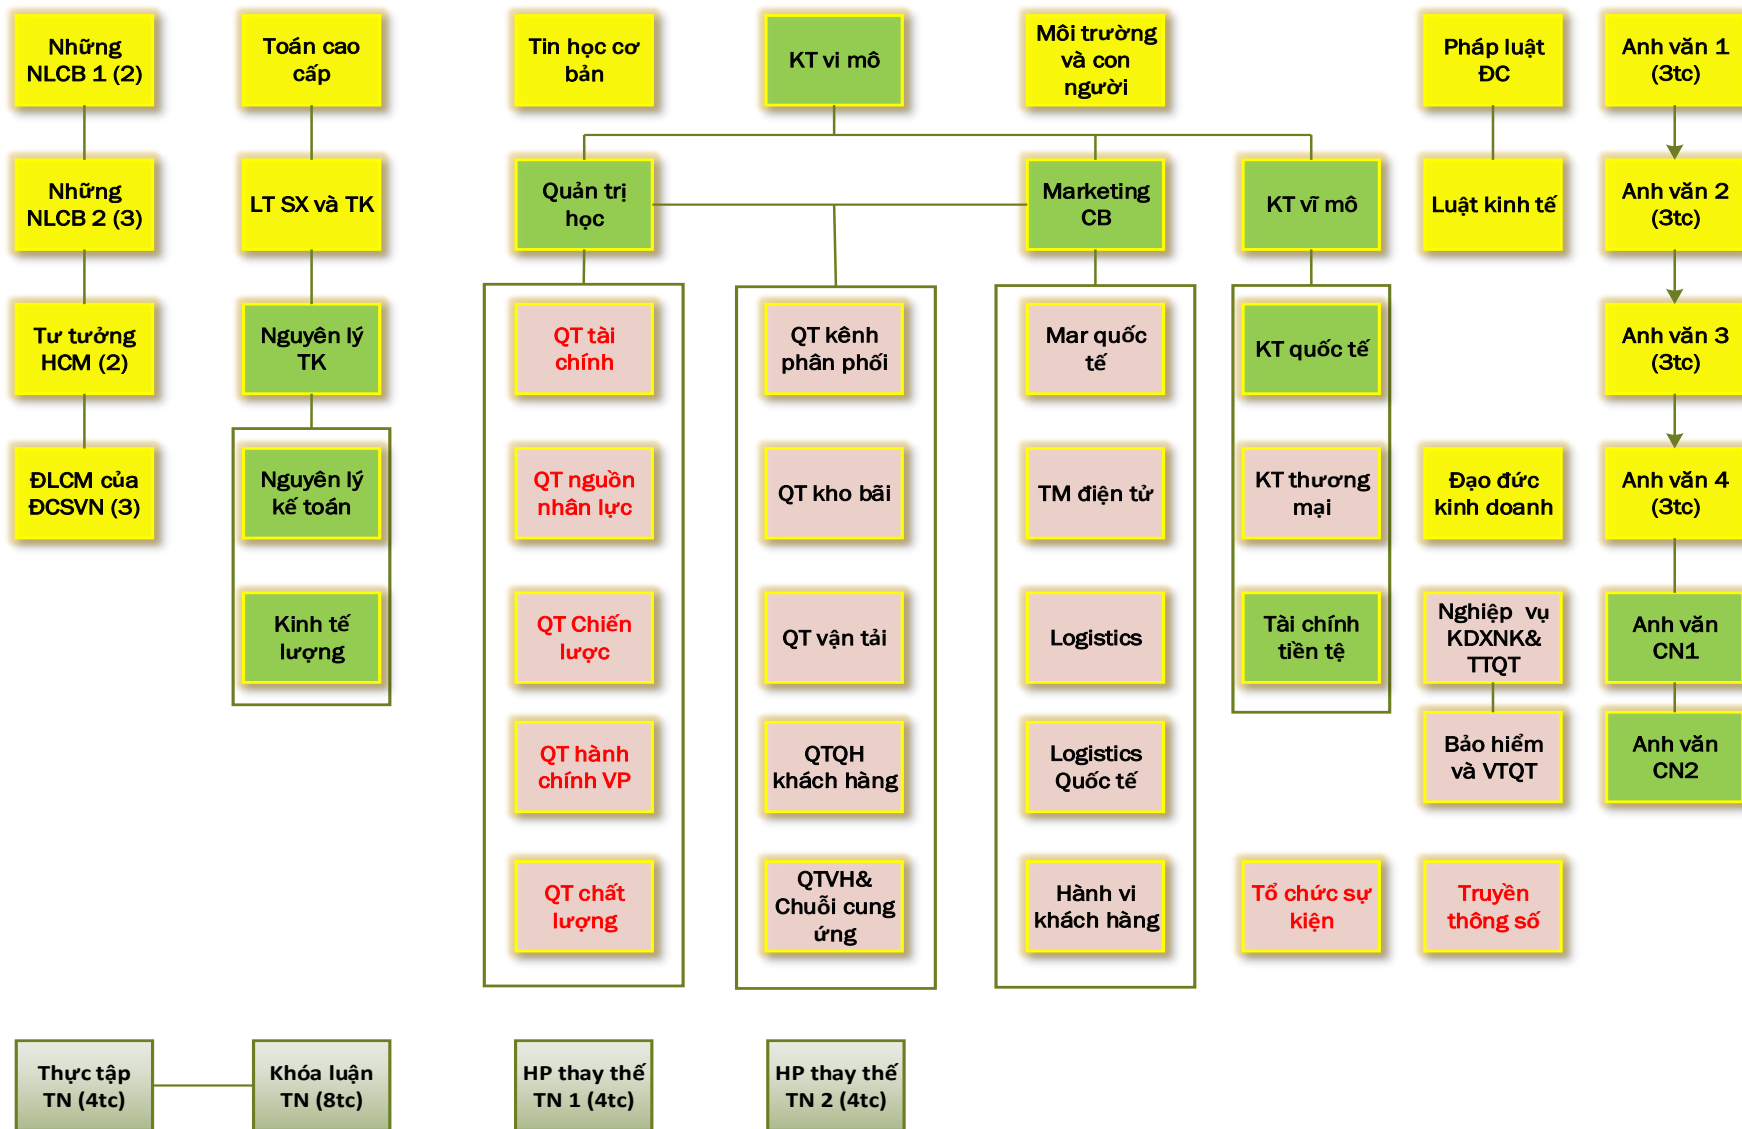 Những
NLCB 1 (2)
Toán cao
cấp
Tin học cơ
bản
KT vi mô
Môi trường
và con
người
Pháp luật
ĐC
Anh văn 1
(3tc)
Những
NLCB 2 (3)
LT SX và TK
Quản trị
học
Marketing
CB
KT vĩ mô
Luật kinh tế
Anh văn 2
(3tc)
Tư tưởng
HCM (2)
Nguyên lý
TK
QT tài
chính
QT kênh
phân phối
Mar quốc
tế
KT quốc tế
Anh văn 3
(3tc)
ĐLCM của
ĐCSVN (3)
Nguyên lý
kế toán
QT nguồn
nhân lực
QT kho bãi
TM điện tử
KT thương
mại
Đạo đức
kinh doanh
Anh văn 4
(3tc)
Kinh tế
lượng
QT Chiến
lược
QT vận tải
Logistics
Tài chính
tiền tệ
Nghiệp vụ
KDXNK&
TTQT
Anh văn
CN1
QT hành
chính VP
QTQH
khách hàng
Logistics
Quốc tế
Bảo hiểm
và VTQT
Anh văn
CN2
QT chất
lượng
QTVH&
Chuỗi cung
ứng
Hành vi
khách hàng
Tổ chức sự
kiện
Truyền
thông số
Thực tập
TN (4tc)
Khóa luận
TN (8tc)
HP thay thế
TN 1 (4tc)
HP thay thế
TN 2 (4tc)